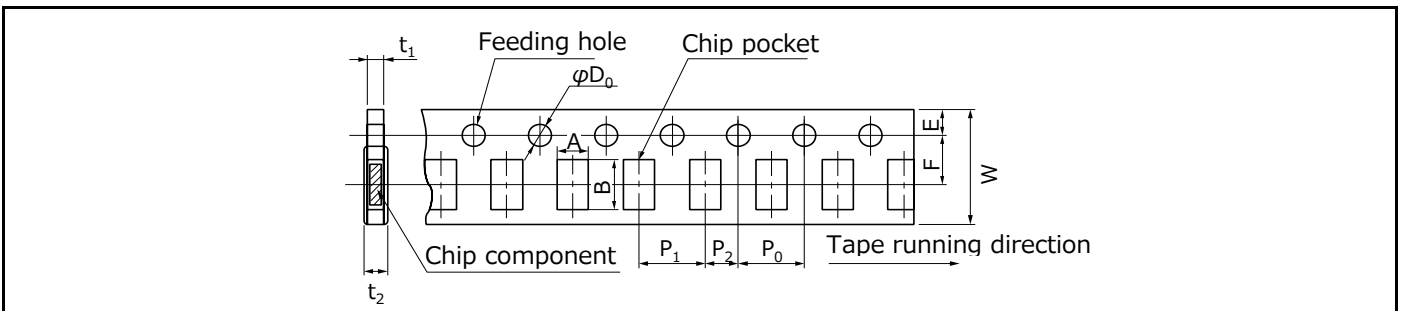 t₁
Feeding hole
Chip pocket
φD₀
A
B
E
F
W
P₁
P₂
P₀
Tape running direction
Chip component
t₂